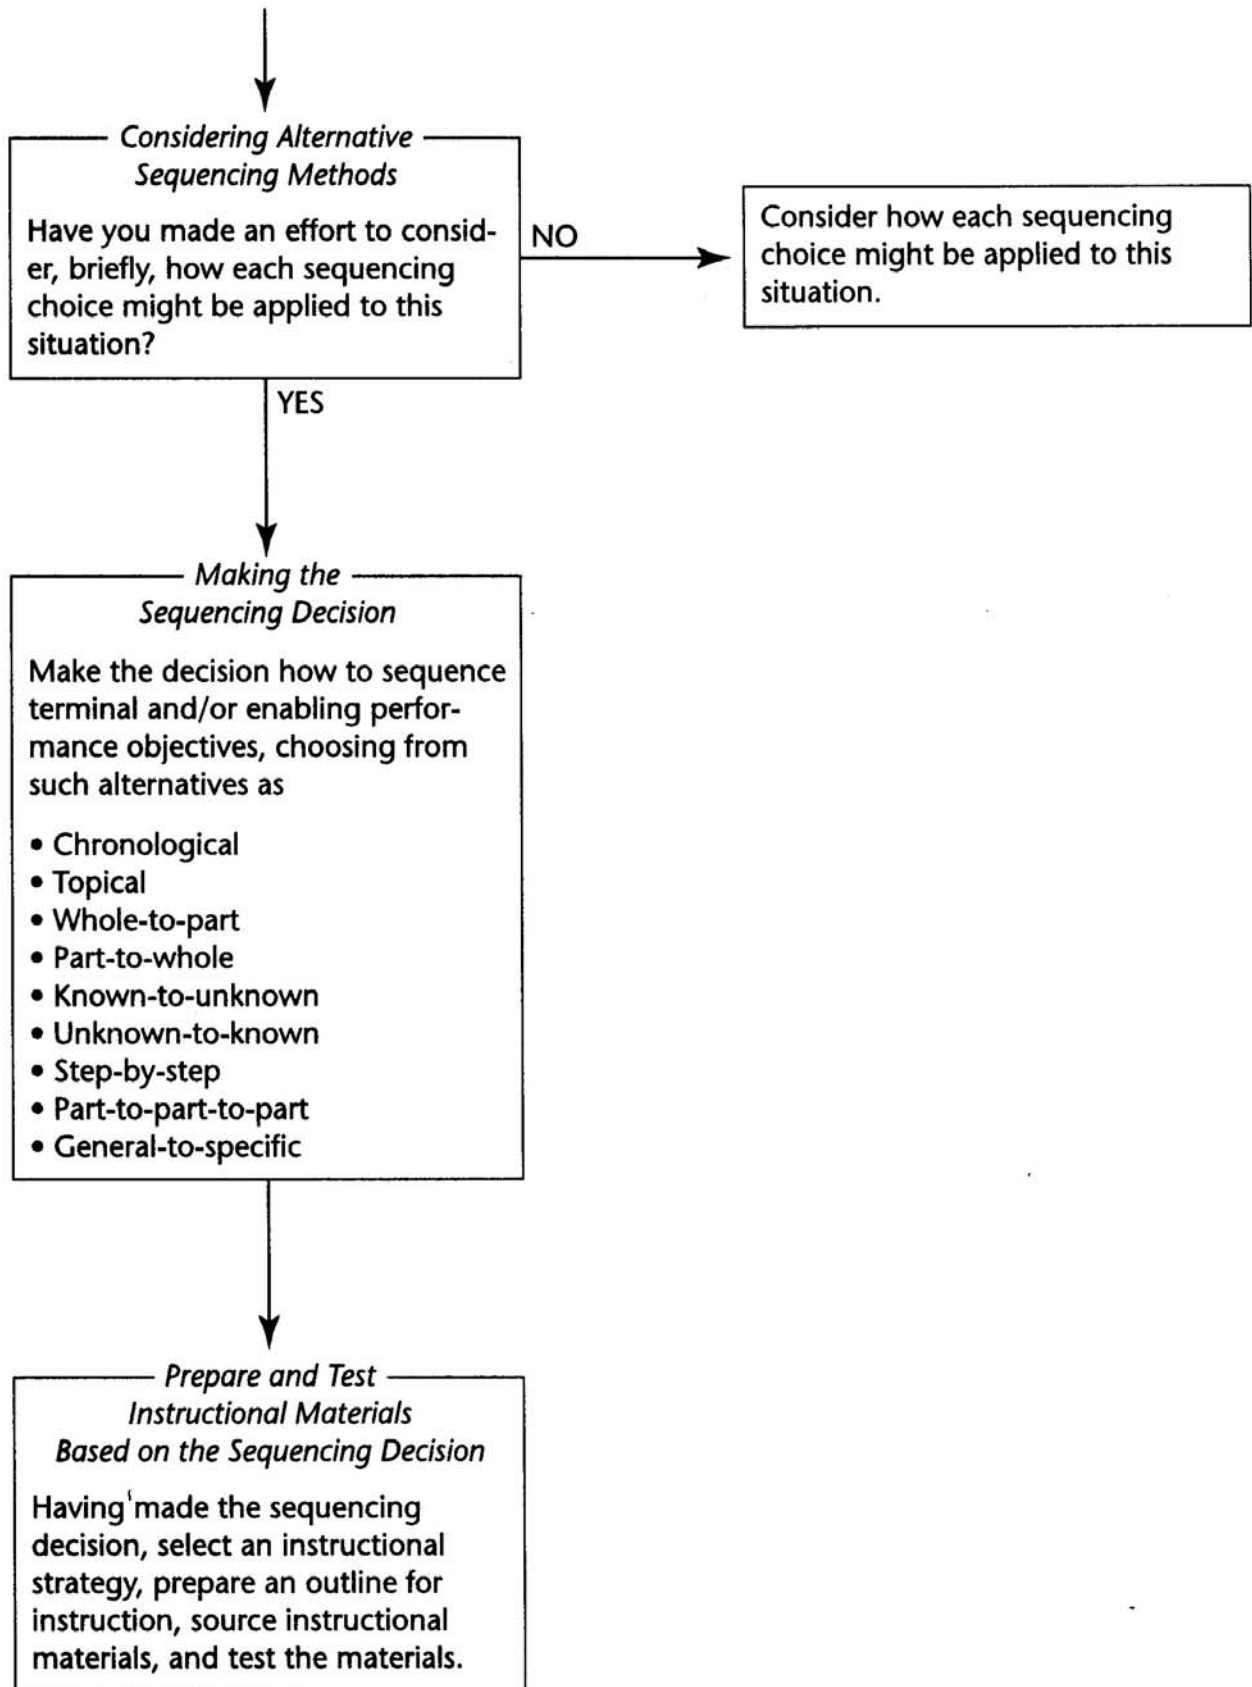 Considering Alternative
Sequencing Methods
Have you made an effort to consid-
er, briefly, how each sequencing
choice might be applied to this
situation?
NO
Consider how each sequencing
choice might be applied to this
situation.
YES
Making the
Sequencing Decision
Make the decision how to sequence
terminal and/or enabling perfor-
mance objectives, choosing from
such alternatives as
• Chronological
• Topical
• Whole-to-part
• Part-to-whole
• Known-to-unknown
• Unknown-to-known
• Step-by-step
• Part-to-part-to-part
• General-to-specific
Prepare and Test
Instructional Materials
Based on the Sequencing Decision
Having made the sequencing
decision, select an instructional
strategy, prepare an outline for
instruction, source instructional
materials, and test the materials.